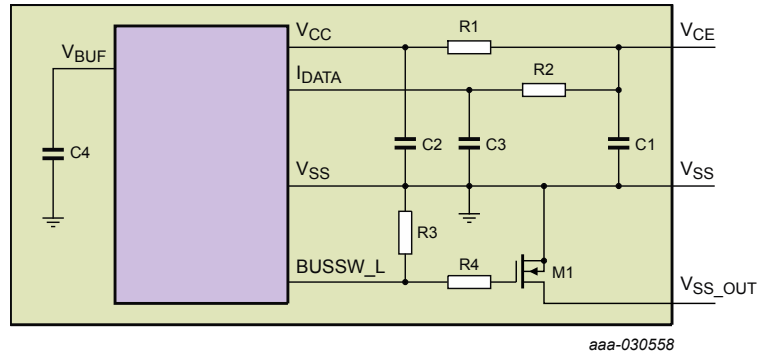 VCC
R1
VCE
VBUF
IDATA
R2
C4
C2
C3
C1
VSS
VSS
R3
BUSSW_L
R4
M1
VSS_OUT
aaa-030558